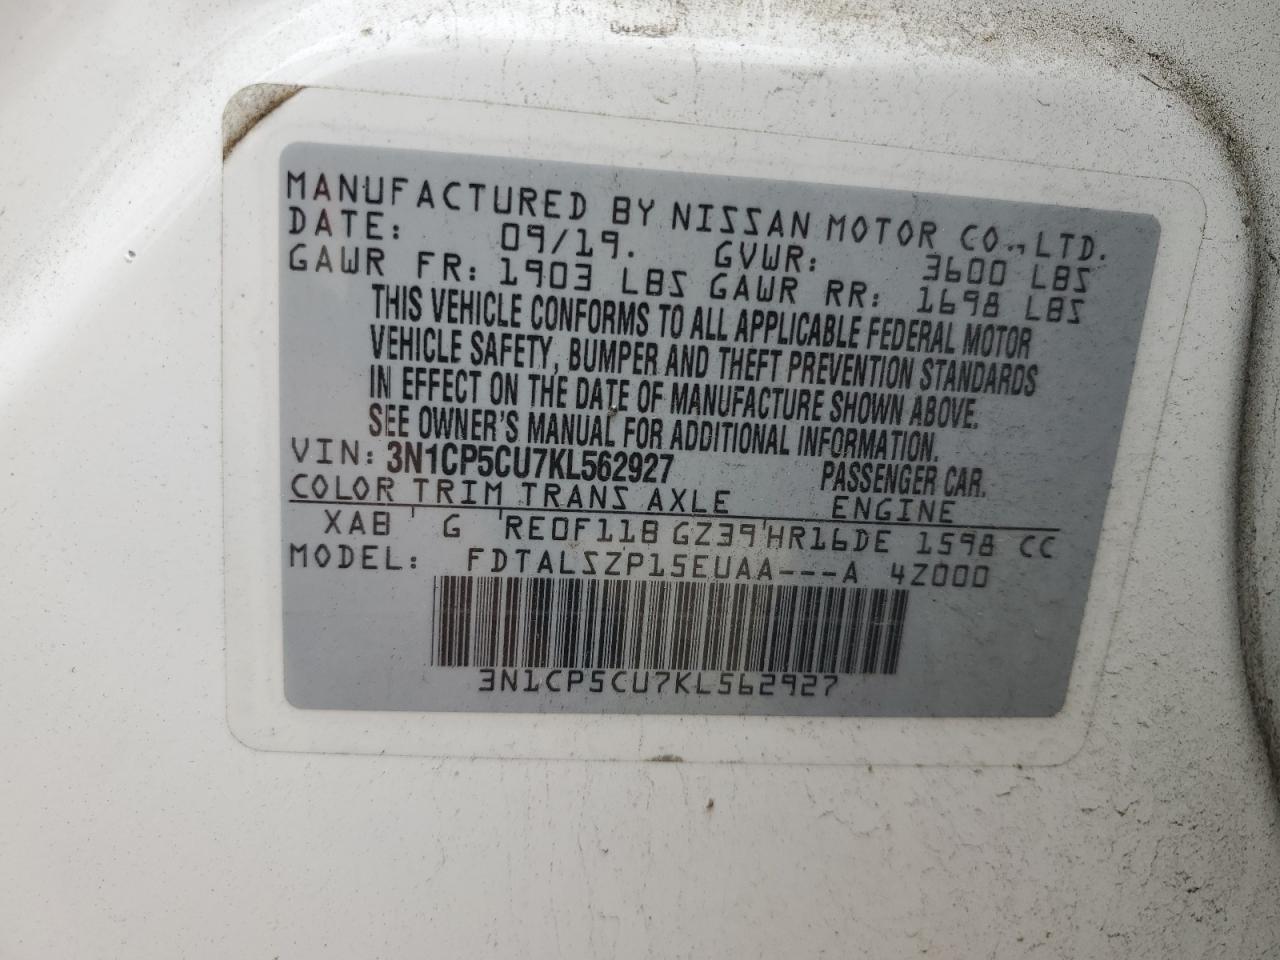 MANUFACTURED BY NISSAN MOTOR CO., LTD.
DATE: 09/19. GVWR: 3600 LBS
GAWR FR: 1903 LBS GAWR RR: 1698 LBS
THIS VEHICLE CONFORMS TO ALL APPLICABLE FEDERAL MOTOR
VEHICLE SAFETY, BUMPER AND THEFT PREVENTION STANDARDS
IN EFFECT ON THE DATE OF MANUFACTURE SHOWN ABOVE.
SEE OWNER'S MANUAL FOR ADDITIONAL INFORMATION.
VIN: 3N1CP5CU7KL562927 PASSENGER CAR.
COLOR TRIM TRANS AXLE ENGINE
XAB G RE0F11B GZ39 HR16DE 1598 CC
MODEL: FDTALSZP15EUAA---A 4Z000
3N1CP5CU7KL562927